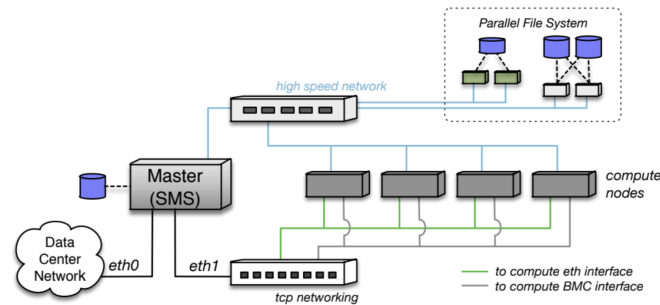 Parallel File System
high speed network
Master
(SMS)
compute
nodes
Data
Center
Network
eth0
eth1
tcp networking
to compute eth interface
to compute BMC interface